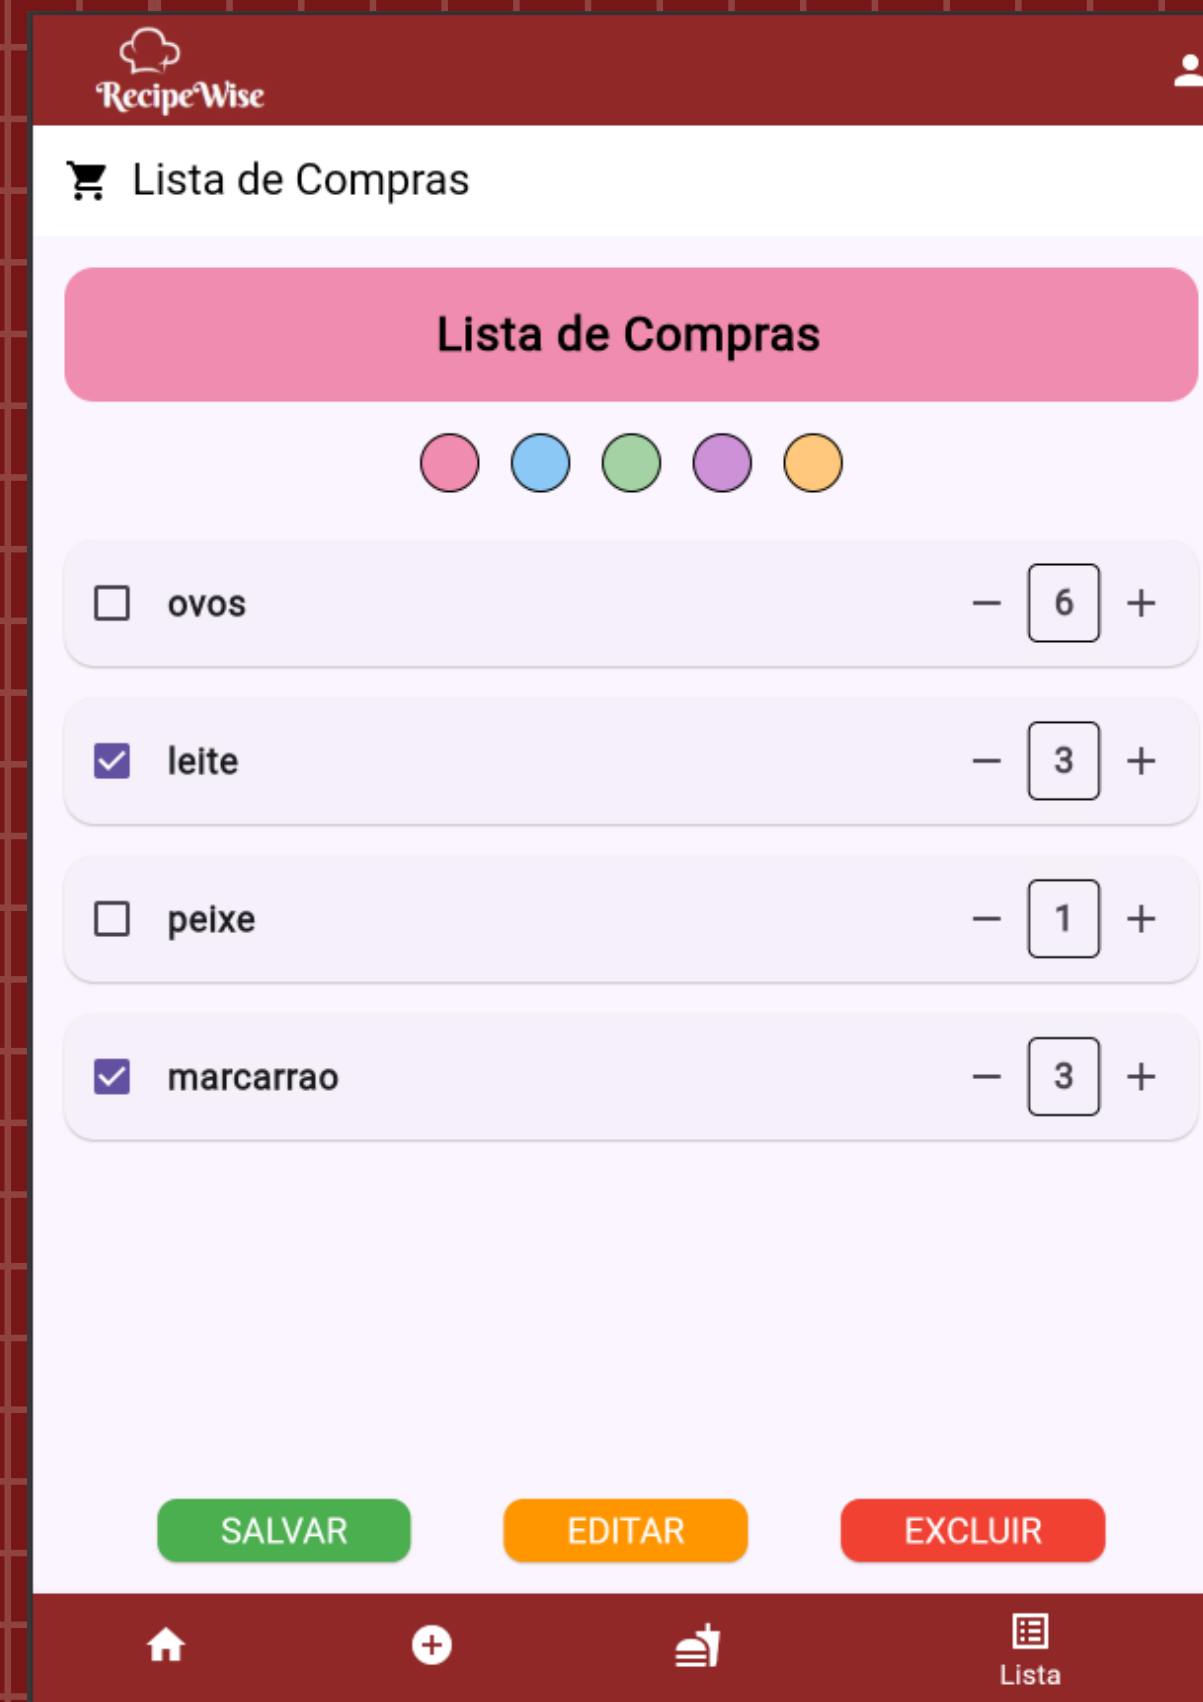 RecipeWise
Lista de Compras
Lista de Compras
ovos
6
leite
3
peixe
1
marcarrao
3
SALVAR
EDITAR
EXCLUIR
Lista